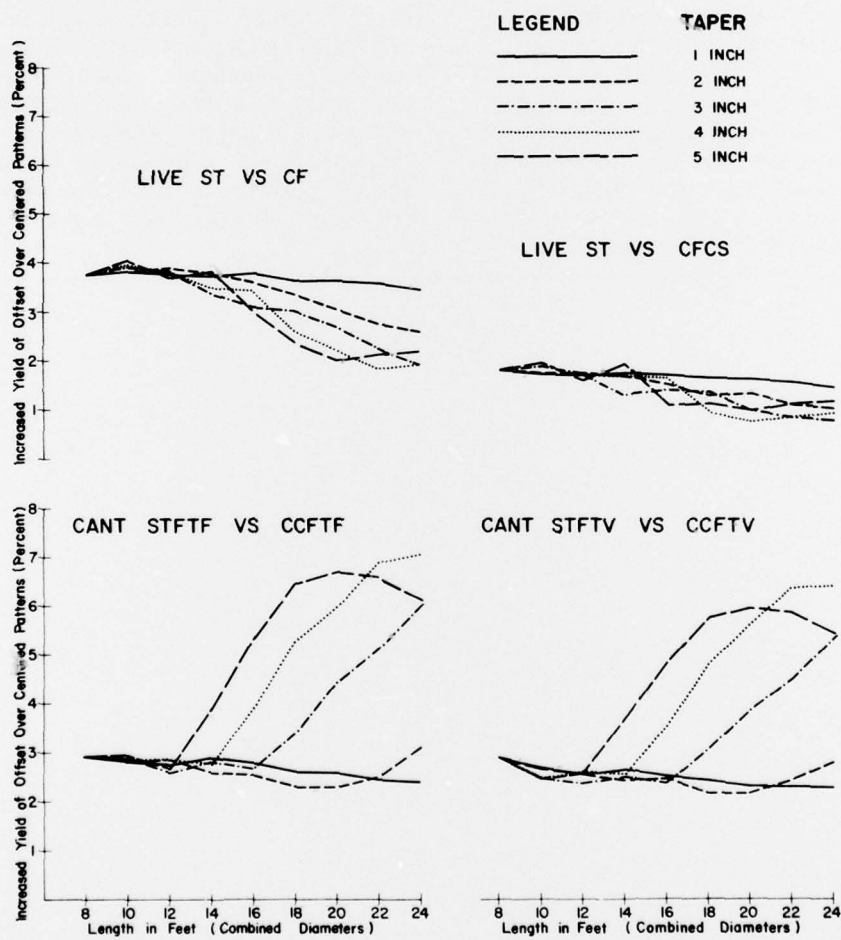 LEGEND TAPER
1 INCH
2 INCH
3 INCH
4 INCH
5 INCH
Increased Yield of Offset Over Centered Patterns (Percent)
8
7
6
5
4
3
2
1
LIVE ST VS CF
LIVE ST VS CFCS
Increased Yield of Offset Over Centered Patterns (Percent)
8
7
6
5
4
3
2
1
CANT STFTF VS CCFTF
CANT STFTV VS CCFTV
8 10 12 14 16 18 20 22 24
Length in Feet (Combined Diameters)
8 10 12 14 16 18 20 22 24
Length in Feet (Combined Diameters)